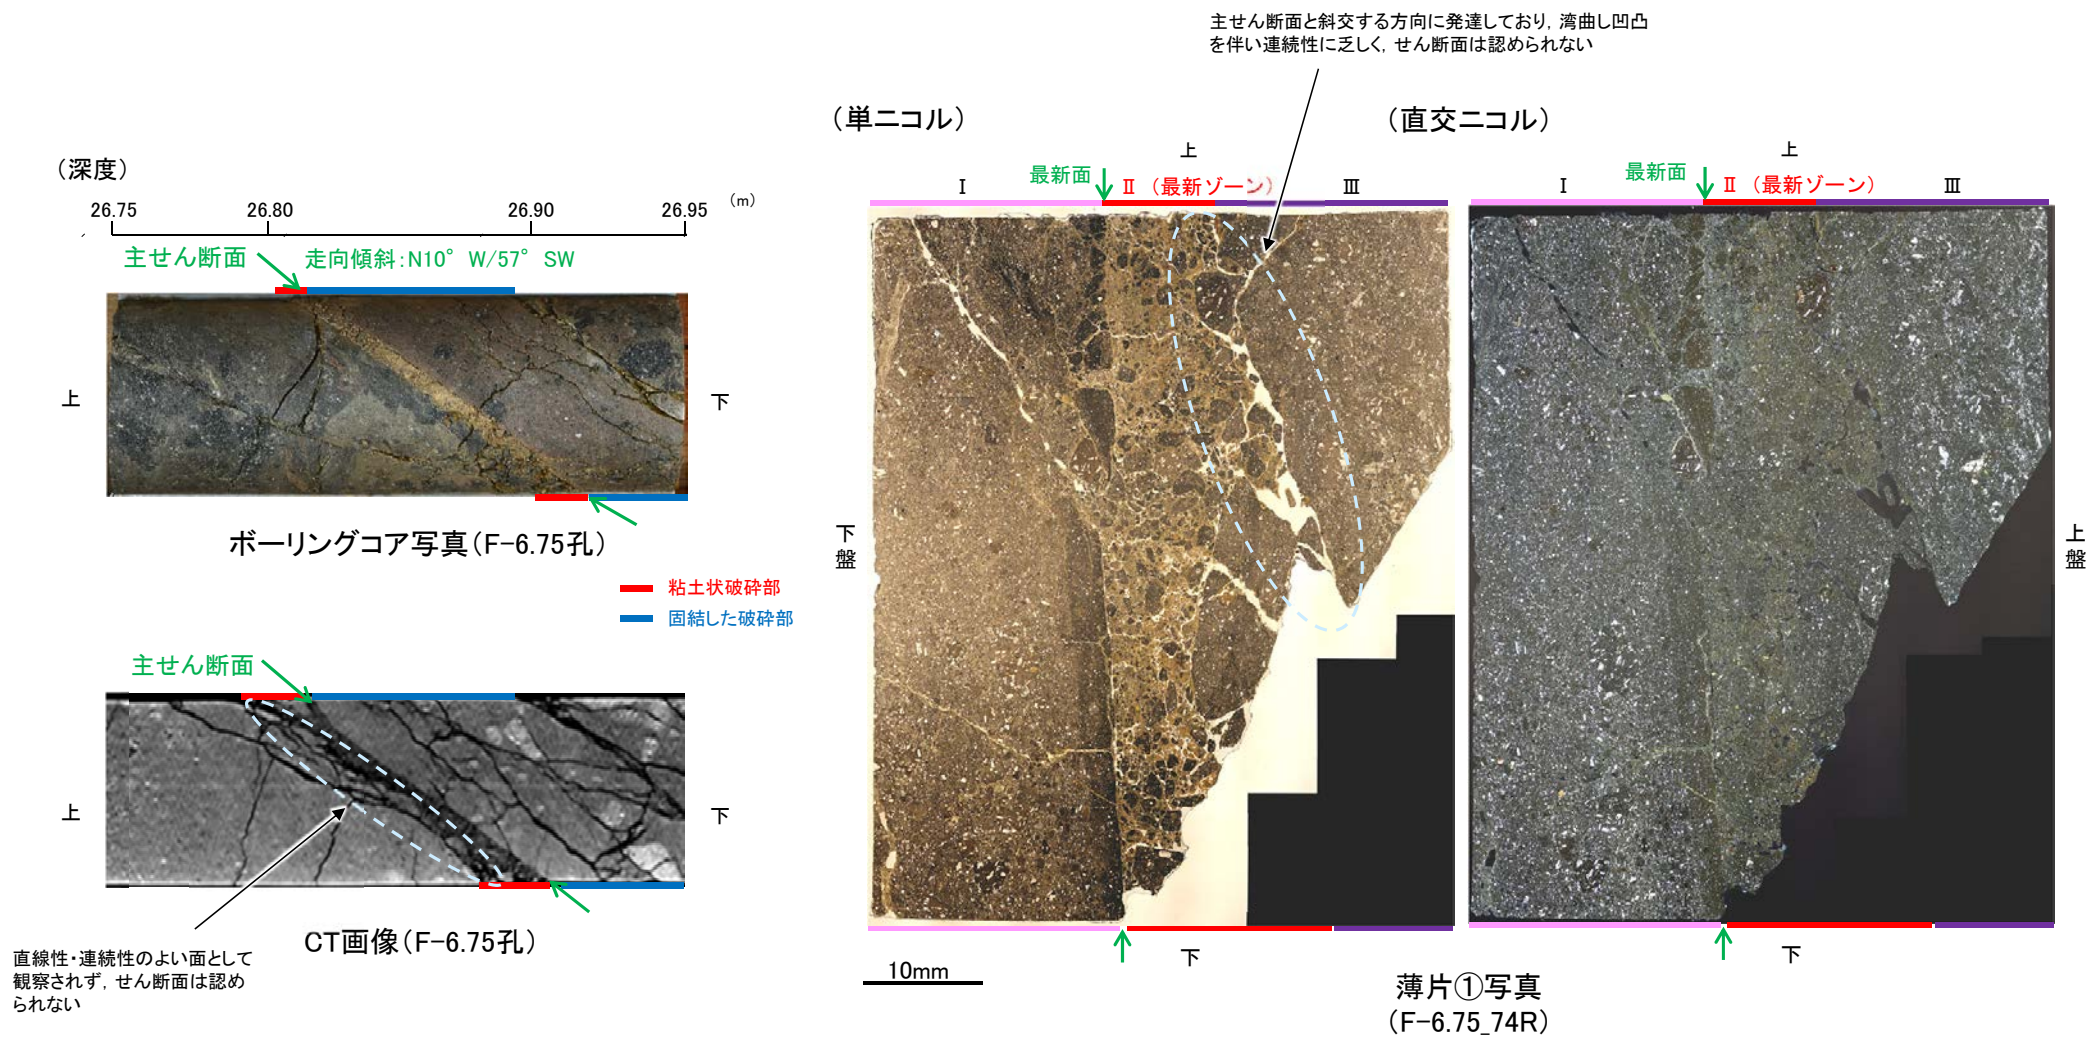 主せん断面と斜交する方向に発達しており，湾曲し凹凸
を伴い連続性に乏しく，せん断面は認められない
（単ニコル）
（直交ニコル）
（深度）
26.75 26.80 26.90 26.95 （m）
主せん断面 走向傾斜：N10°W/57°SW
上
下
ボーリングコア写真（F-6.75孔）
粘土状破砕部
固結した破砕部
主せん断面
上
下
CT画像（F-6.75孔）
直線性・連続性のよい面として
観察されず，せん断面は認め
られない
上
Ⅰ 最新面 Ⅱ（最新ゾーン） Ⅲ
下盤
下
10mm
上
Ⅰ 最新面 Ⅱ（最新ゾーン） Ⅲ
上盤
下
薄片①写真
（F-6.75_74R）